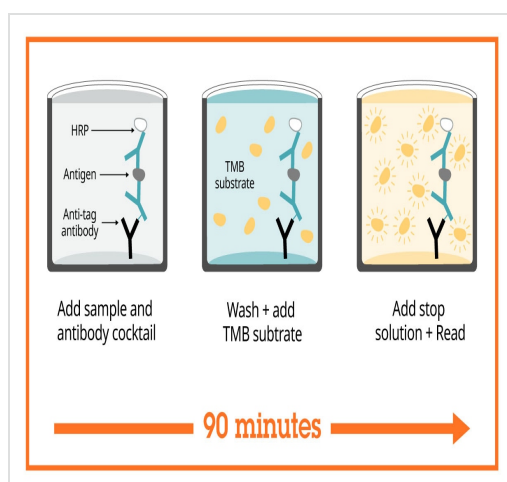 HRP
Antigen
Anti-tag
antibody
TMB
substrate
Add sample and
antibody cocktail
Wash + add
TMB subtrate
Add stop
solution + Read
90 minutes